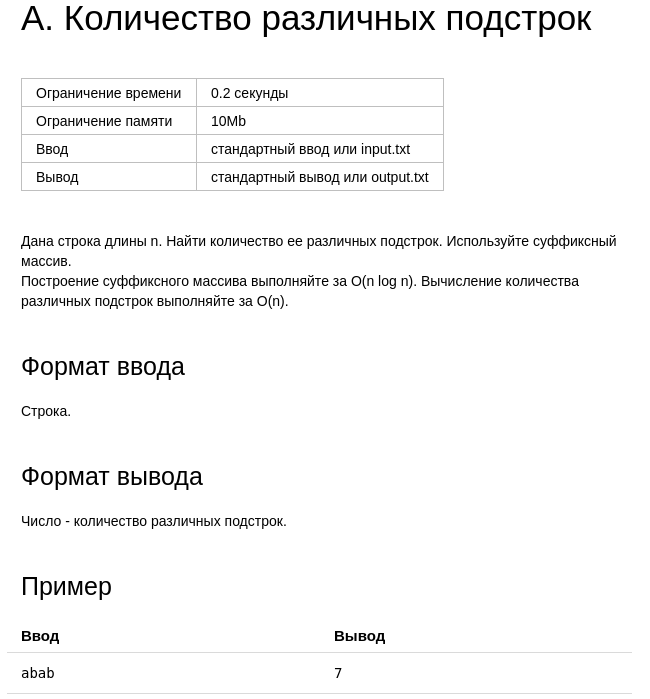 A. Количество различных подстрок
Ограничение времени 0.2 секунды
Ограничение памяти 10Mb
Ввод стандартный ввод или input.txt
Вывод стандартный вывод или output.txt
Дана строка длины n. Найти количество ее различных подстрок. Используйте суффиксный
массив.
Построение суффиксного массива выполняйте за O(n log n). Вычисление количества
различных подстрок выполняйте за O(n).
Формат ввода
Строка.
Формат вывода
Число - количество различных подстрок.
Пример
Ввод Вывод
abab 7